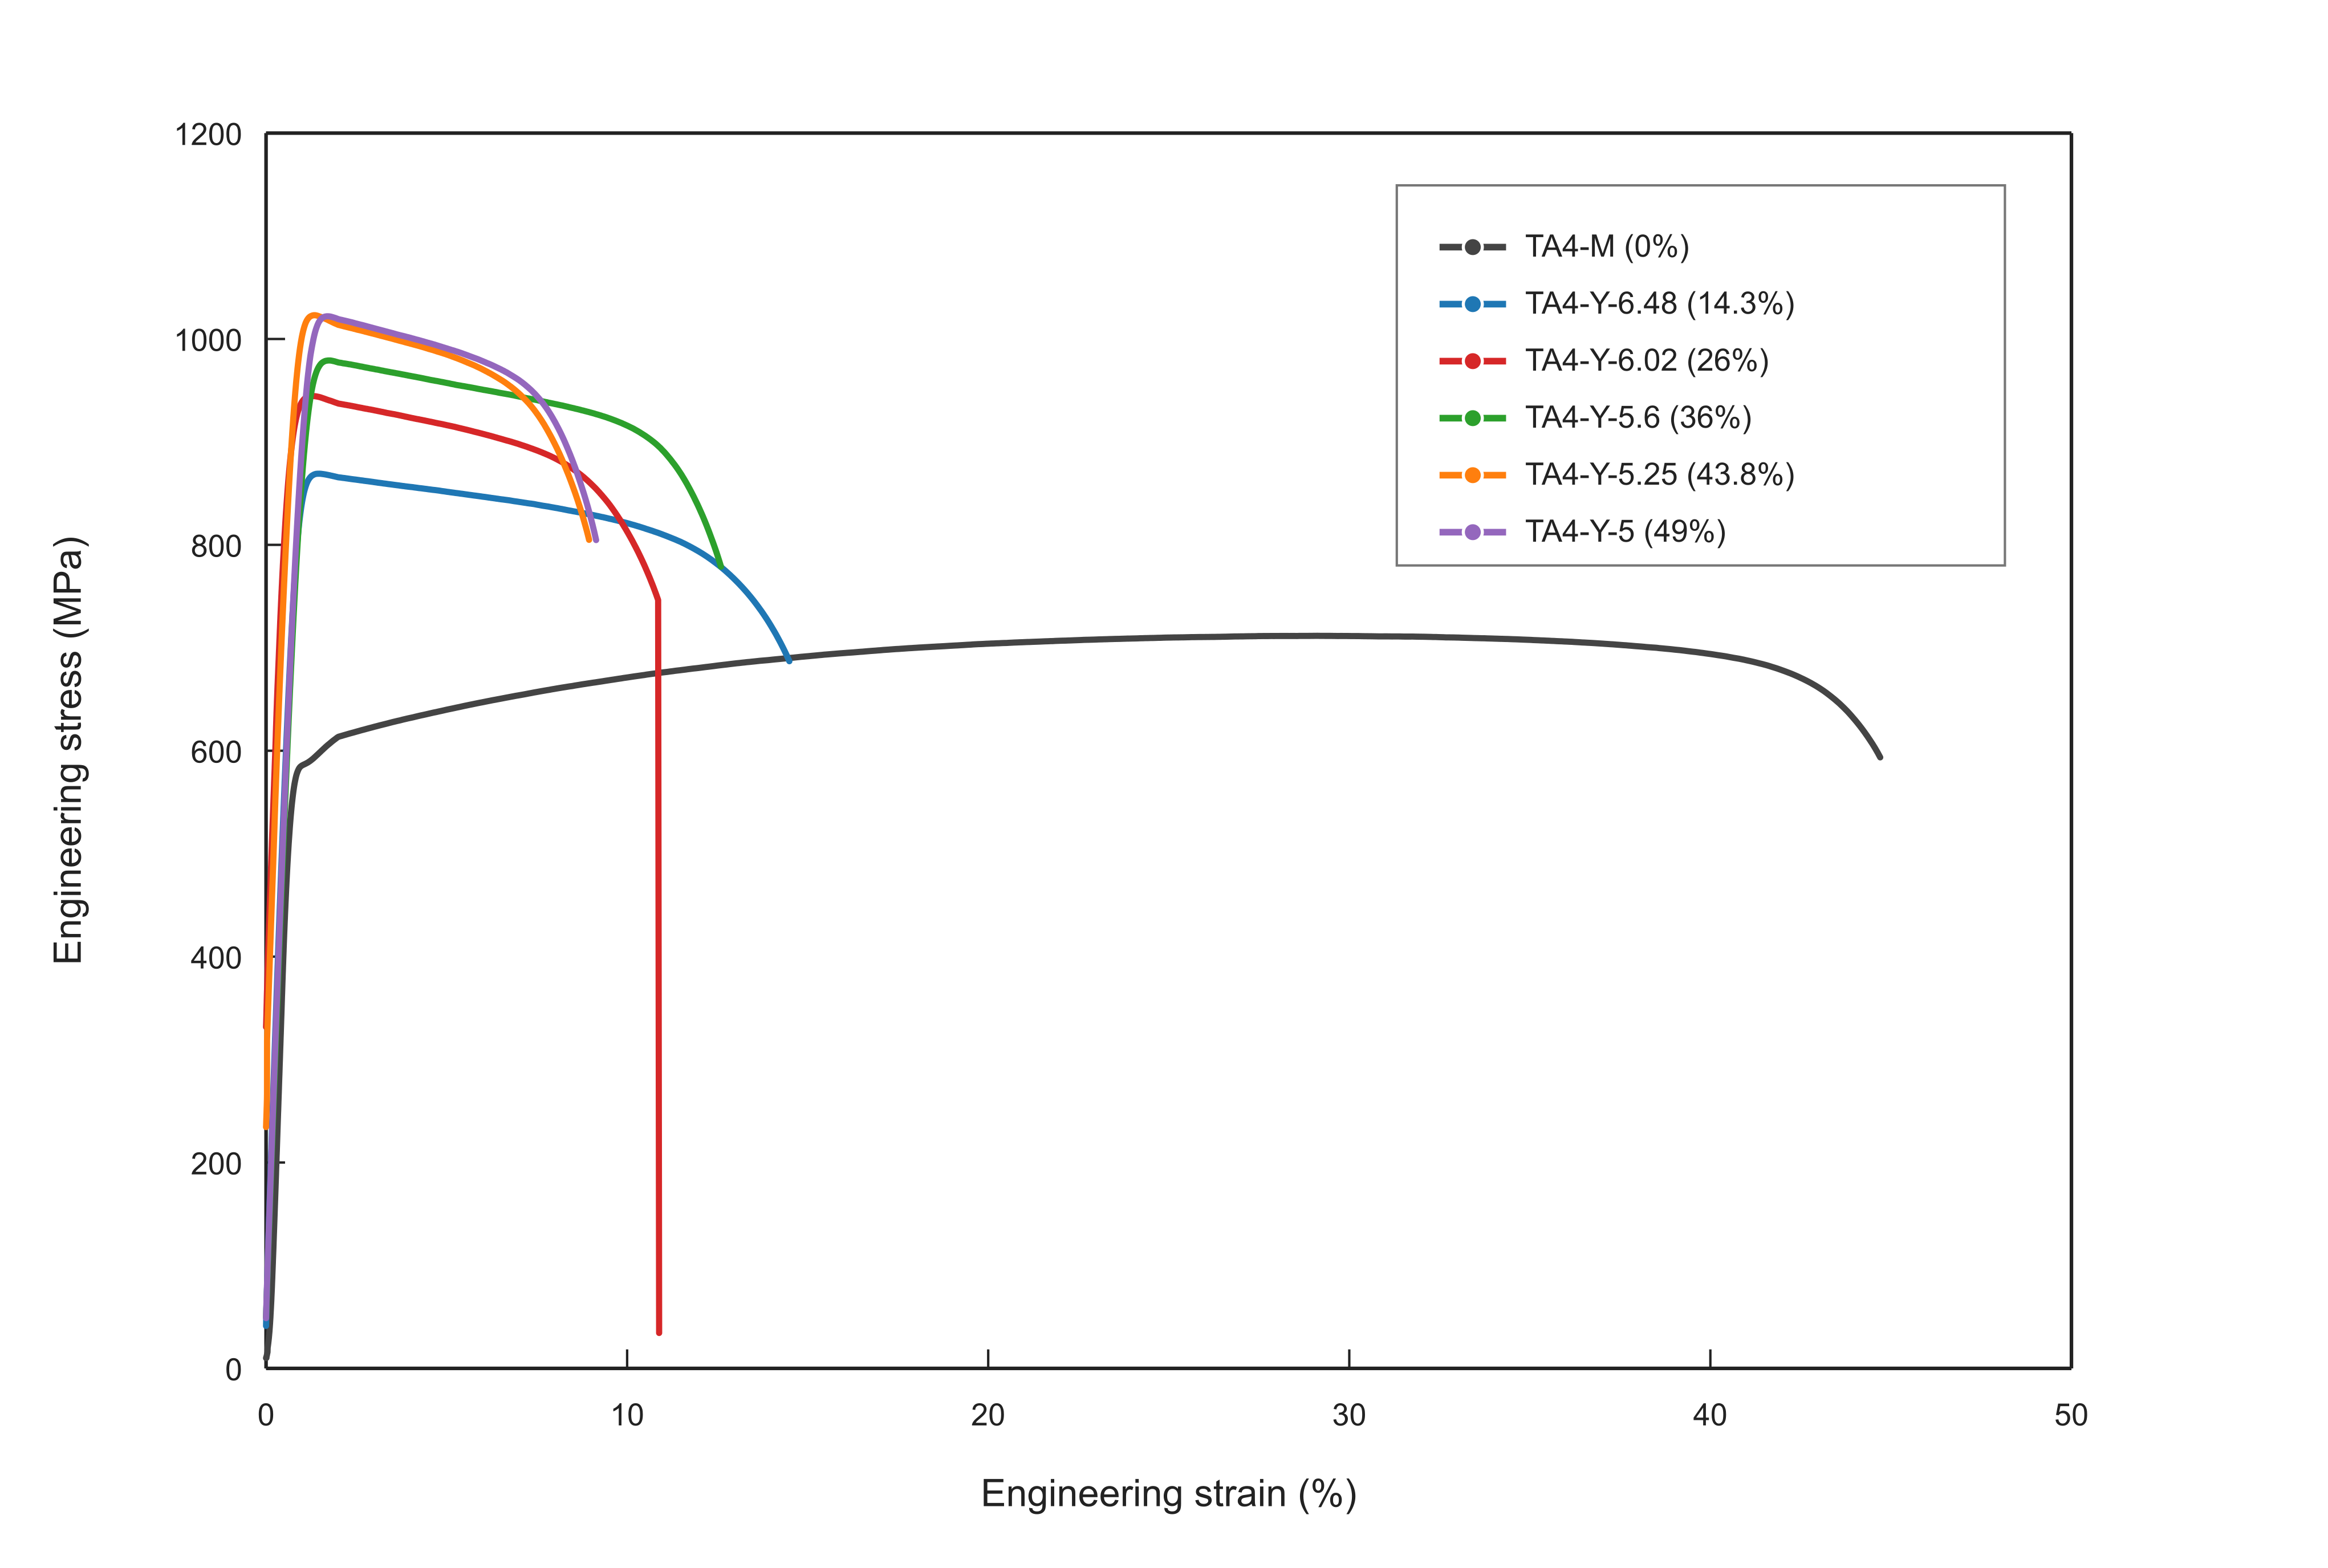 1200
1000
800
600
400
200
0
0 10 20 30 40 50
Engineering stress (MPa)
Engineering strain (%)
TA4-M (0%)
TA4-Y-6.48 (14.3%)
TA4-Y-6.02 (26%)
TA4-Y-5.6 (36%)
TA4-Y-5.25 (43.8%)
TA4-Y-5 (49%)